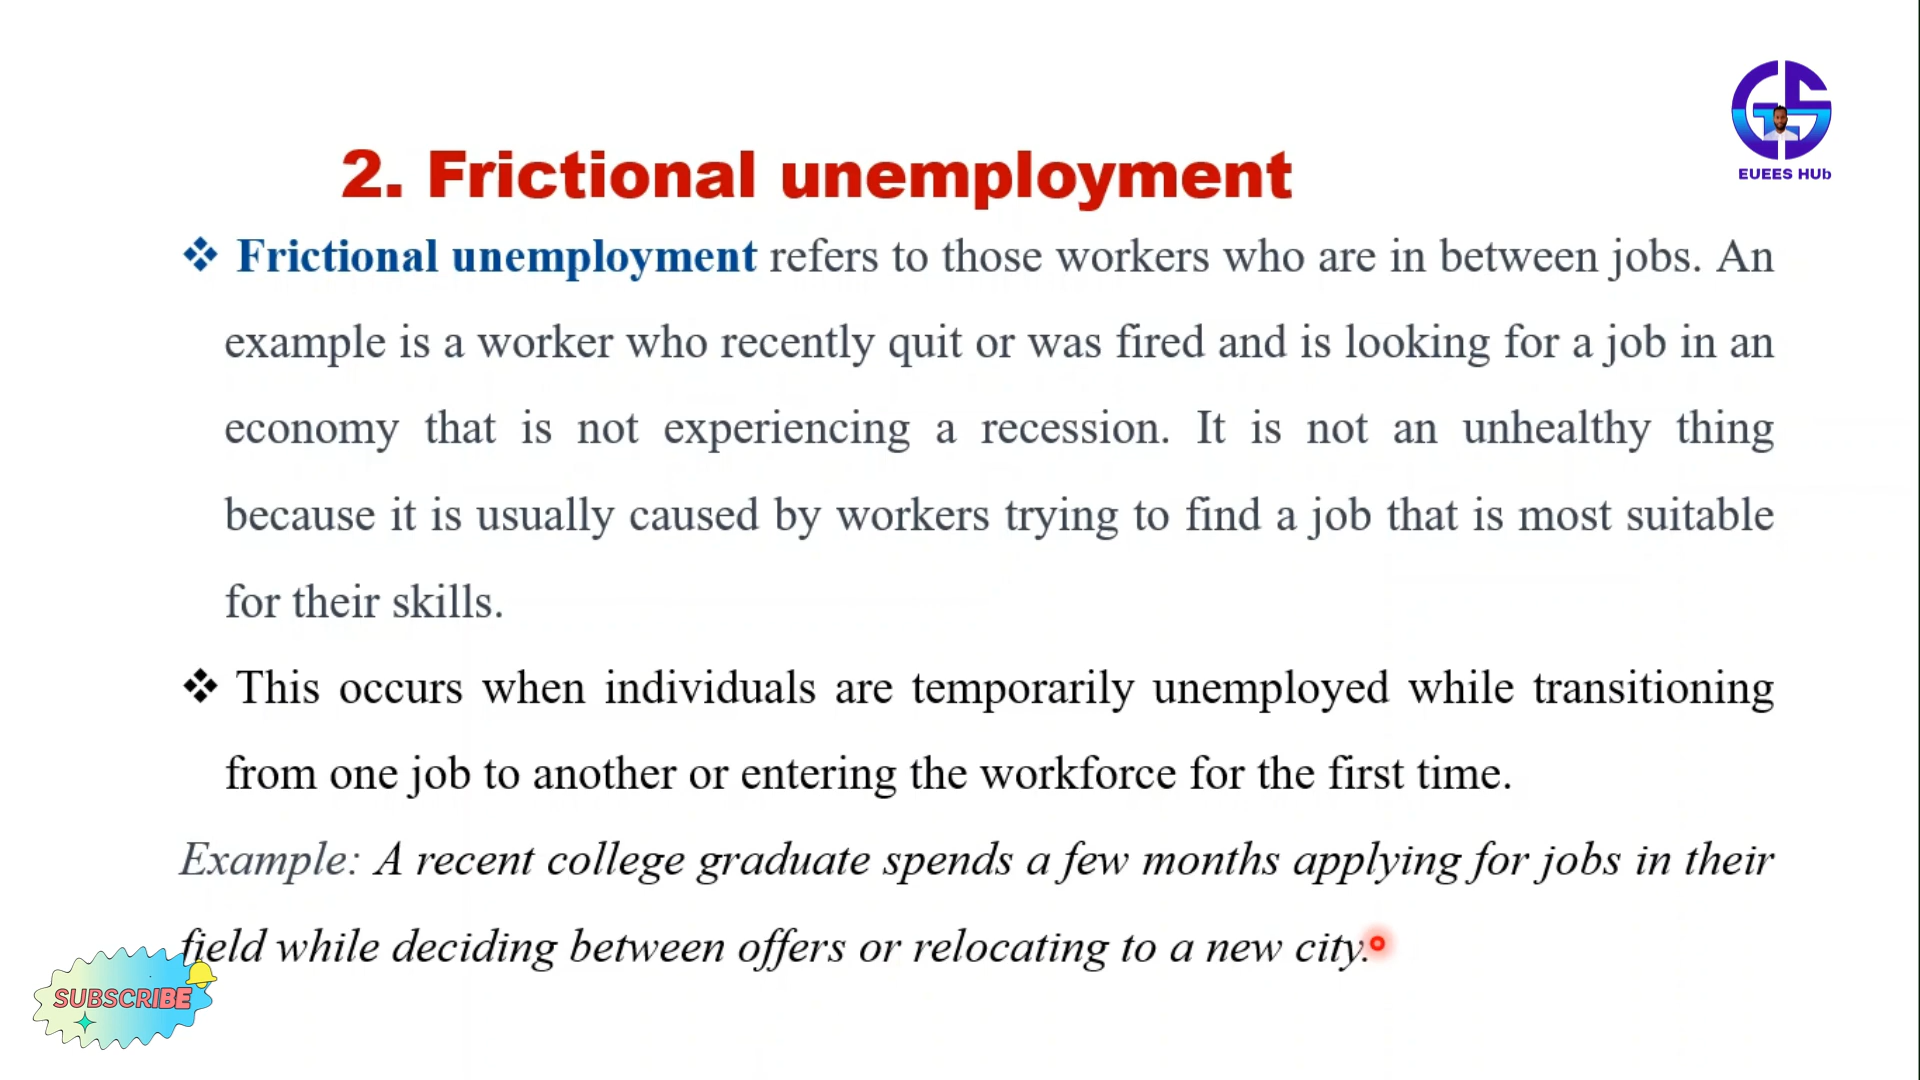 EUEES HUb
2. Frictional unemployment
❖ Frictional unemployment refers to those workers who are in between jobs. An
example is a worker who recently quit or was fired and is looking for a job in an
economy that is not experiencing a recession. It is not an unhealthy thing
because it is usually caused by workers trying to find a job that is most suitable
for their skills.
❖ This occurs when individuals are temporarily unemployed while transitioning
from one job to another or entering the workforce for the first time.
Example: A recent college graduate spends a few months applying for jobs in their
field while deciding between offers or relocating to a new city.
SUBSCRIBE